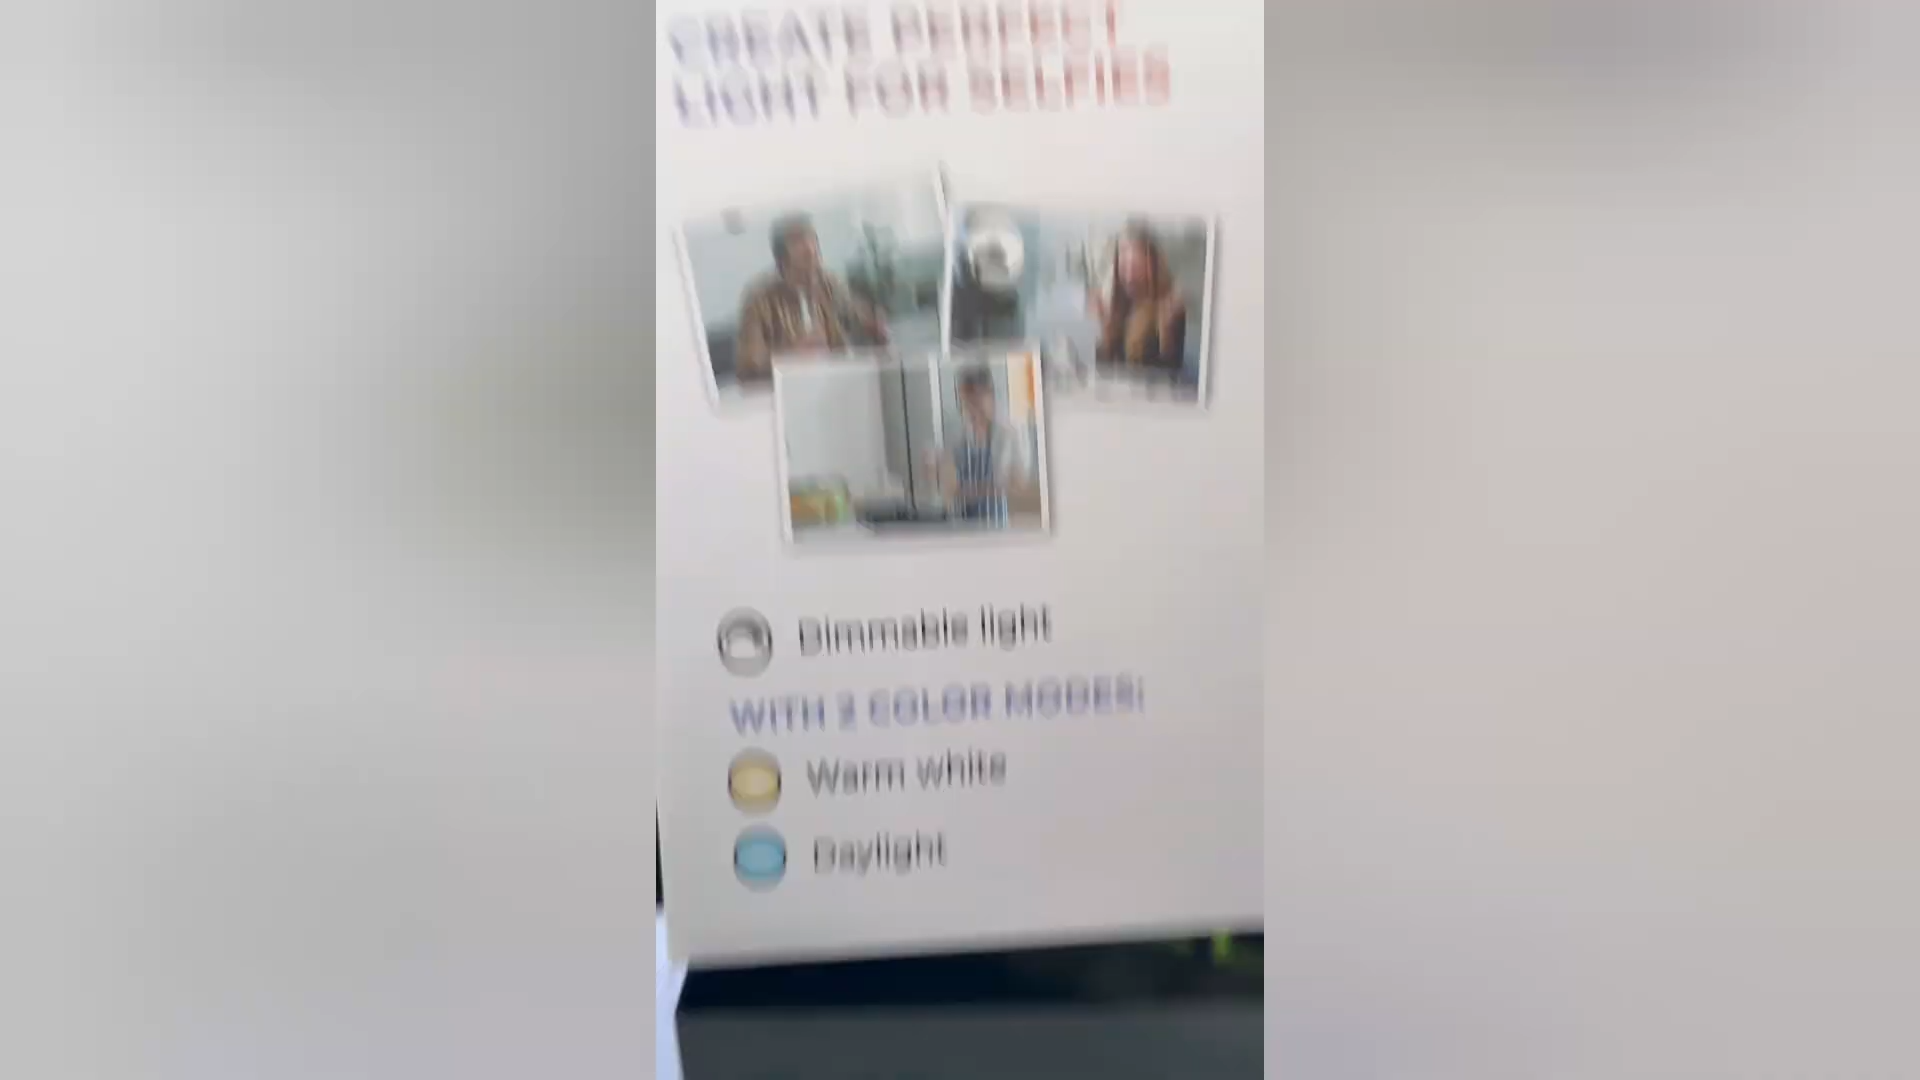 CREATE PERFECT
LIGHT FOR SELFIES
Dimmable light
WITH 2 COLOR MODES:
Warm white
Daylight